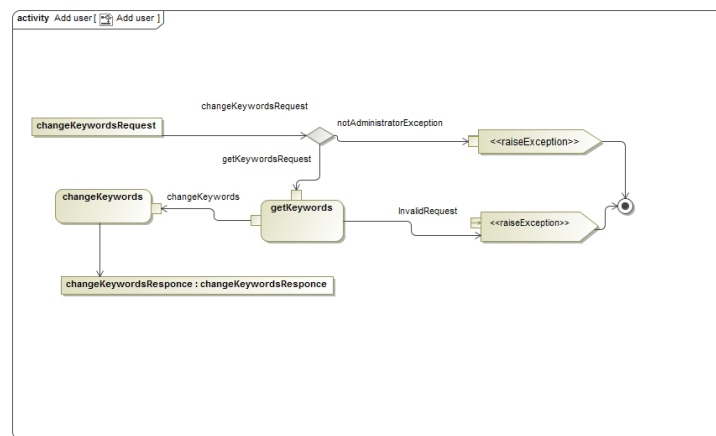 activity Add user [ Add user ]
changeKeywordsRequest
changeKeywordsRequest
notAdministratorException
<<raiseException>>
getKeywordsRequest
changeKeywords
changeKeywords
getKeywords
InvalidRequest
<<raiseException>>
changeKeywordsResponce : changeKeywordsResponce